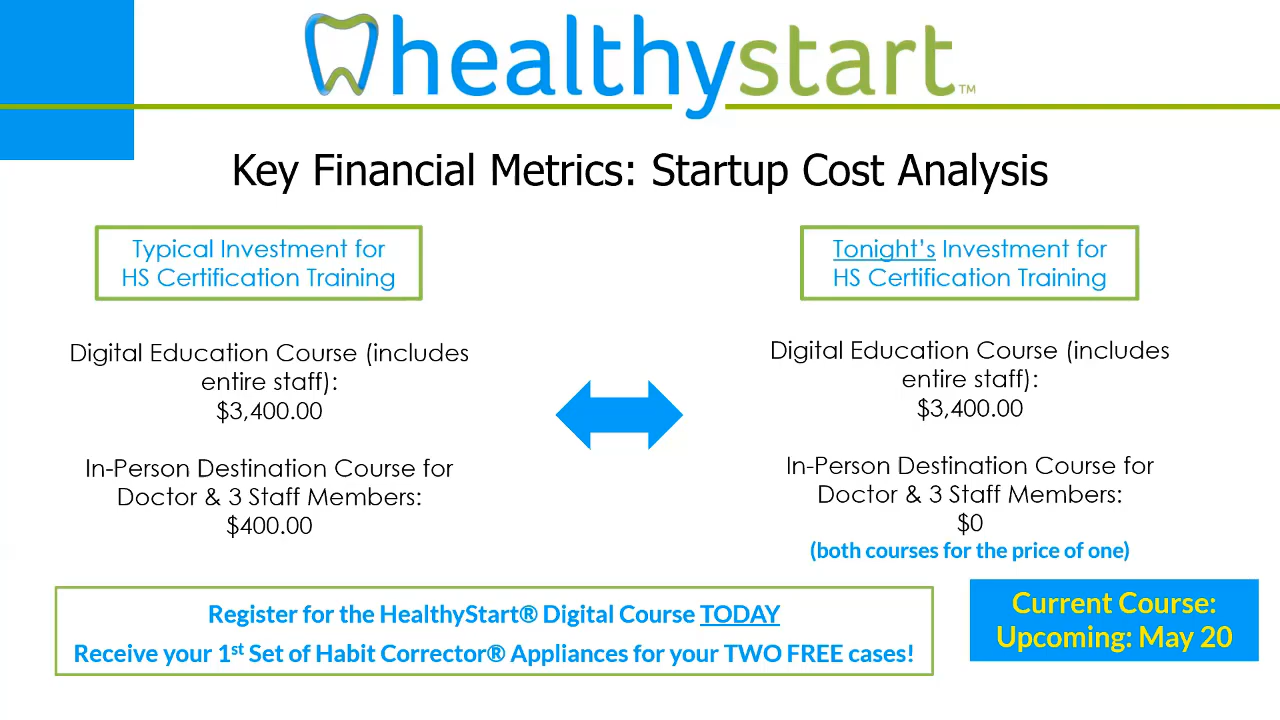 healthystart™
Key Financial Metrics: Startup Cost Analysis
Typical Investment for
HS Certification Training
Digital Education Course (includes
entire staff):
$3,400.00
In-Person Destination Course for
Doctor & 3 Staff Members:
$400.00
Tonight’s Investment for
HS Certification Training
Digital Education Course (includes
entire staff):
$3,400.00
In-Person Destination Course for
Doctor & 3 Staff Members:
$0
(both courses for the price of one)
Register for the HealthyStart® Digital Course TODAY
Receive your 1st Set of Habit Corrector® Appliances for your TWO FREE cases!
Current Course:
Upcoming: May 20